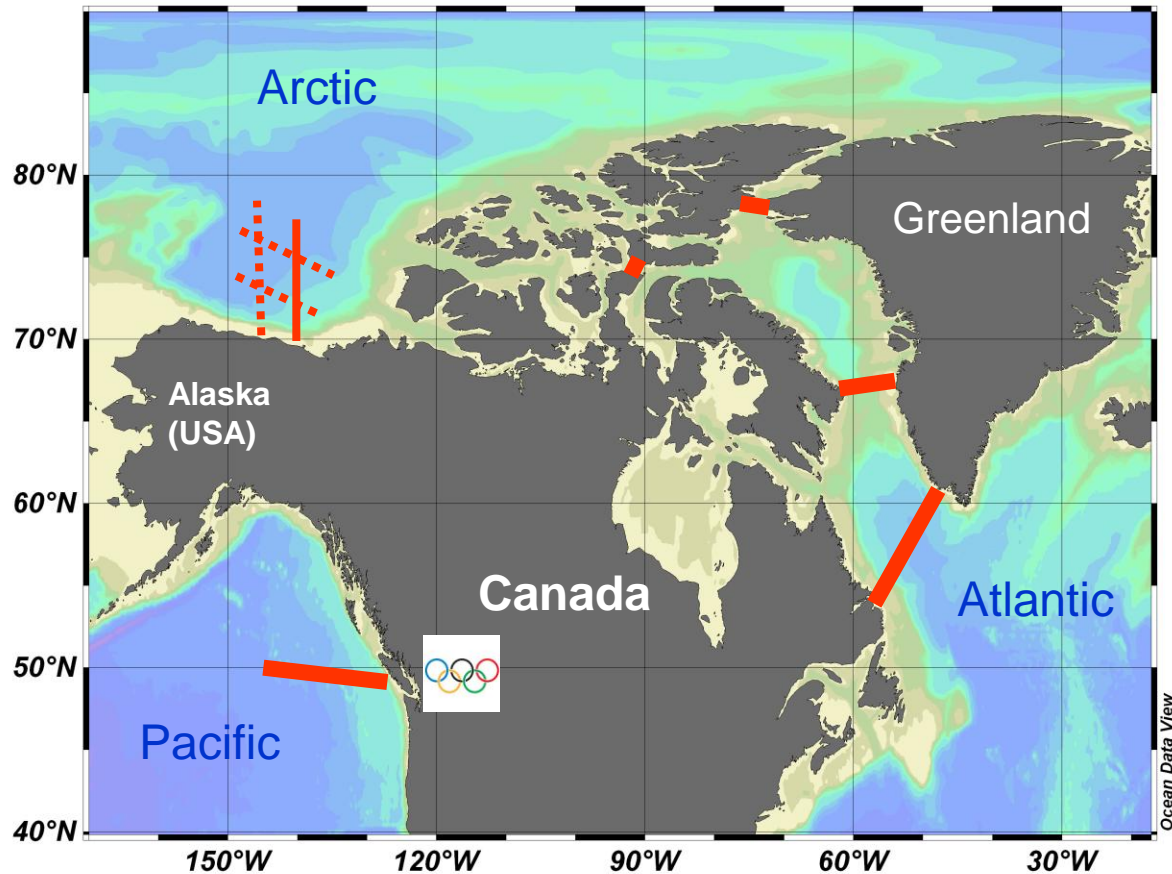 Arctic
80°N
Greenland
70°N
Alaska
(USA)
60°N
Canada
Atlantic
50°N
Pacific
40°N
150°W
120°W
90°W
60°W
30°W
Ocean Data View